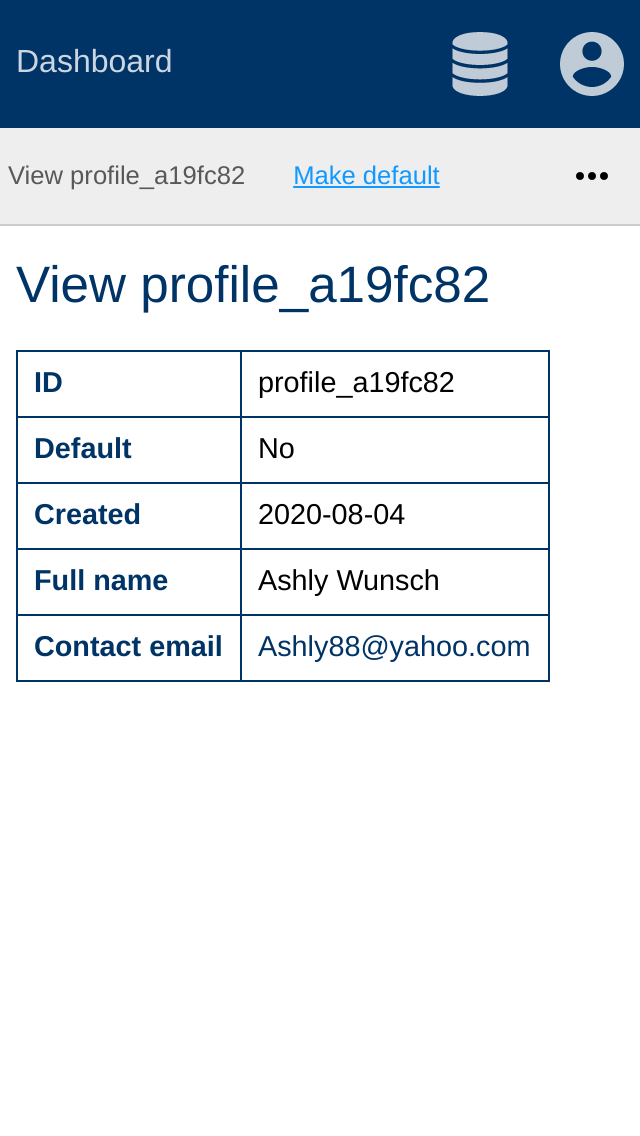 Dashboard
View profile_a19fc82 Make default
View profile_a19fc82
ID profile_a19fc82
Default No
Created 2020-08-04
Full name Ashly Wunsch
Contact email Ashly88@yahoo.com